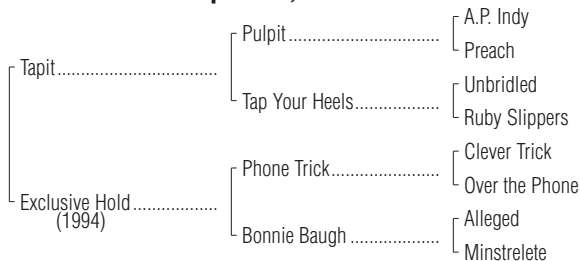 Pulpit........................................ A.P. Indy
Preach
Tapit..........................................
Tap Your Heels...................... Unbridled
Ruby Slippers
Phone Trick............................ Clever Trick
Over the Phone
Exclusive Hold......................
(1994)
Bonnie Baugh........................ Alleged
Minstrelete